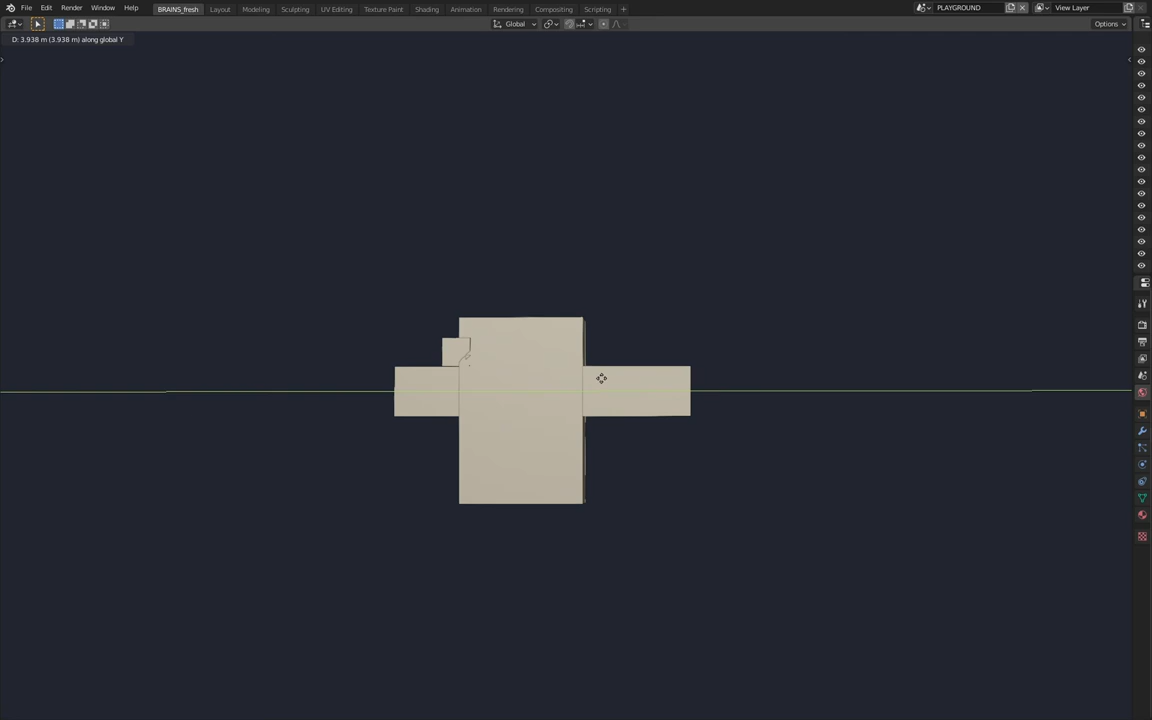 File Edit Render Window Help BRAINS_fresh Layout Modeling Sculpting UV Editing Texture Paint Shading Animation Rendering Compositing Scripting + PLAYGROUND View Layer
Global Options
D: 3.938 m (3.938 m) along global Y